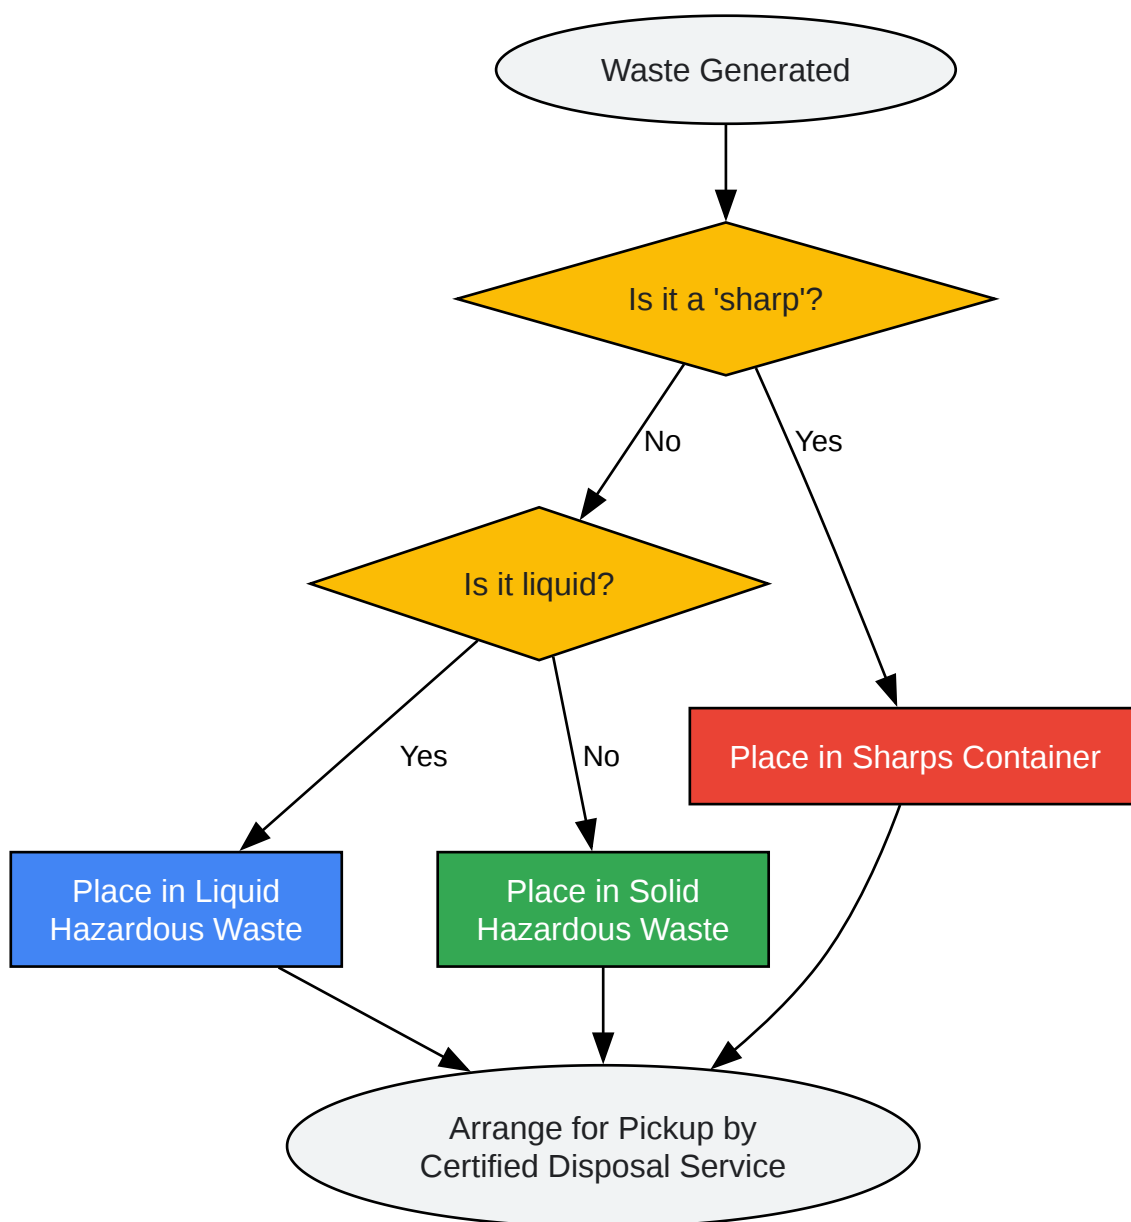 Waste Generated
Is it a 'sharp'?
No
Yes
Is it liquid?
Yes
No
Place in Sharps Container
Place in Liquid
Hazardous Waste
Place in Solid
Hazardous Waste
Arrange for Pickup by
Certified Disposal Service